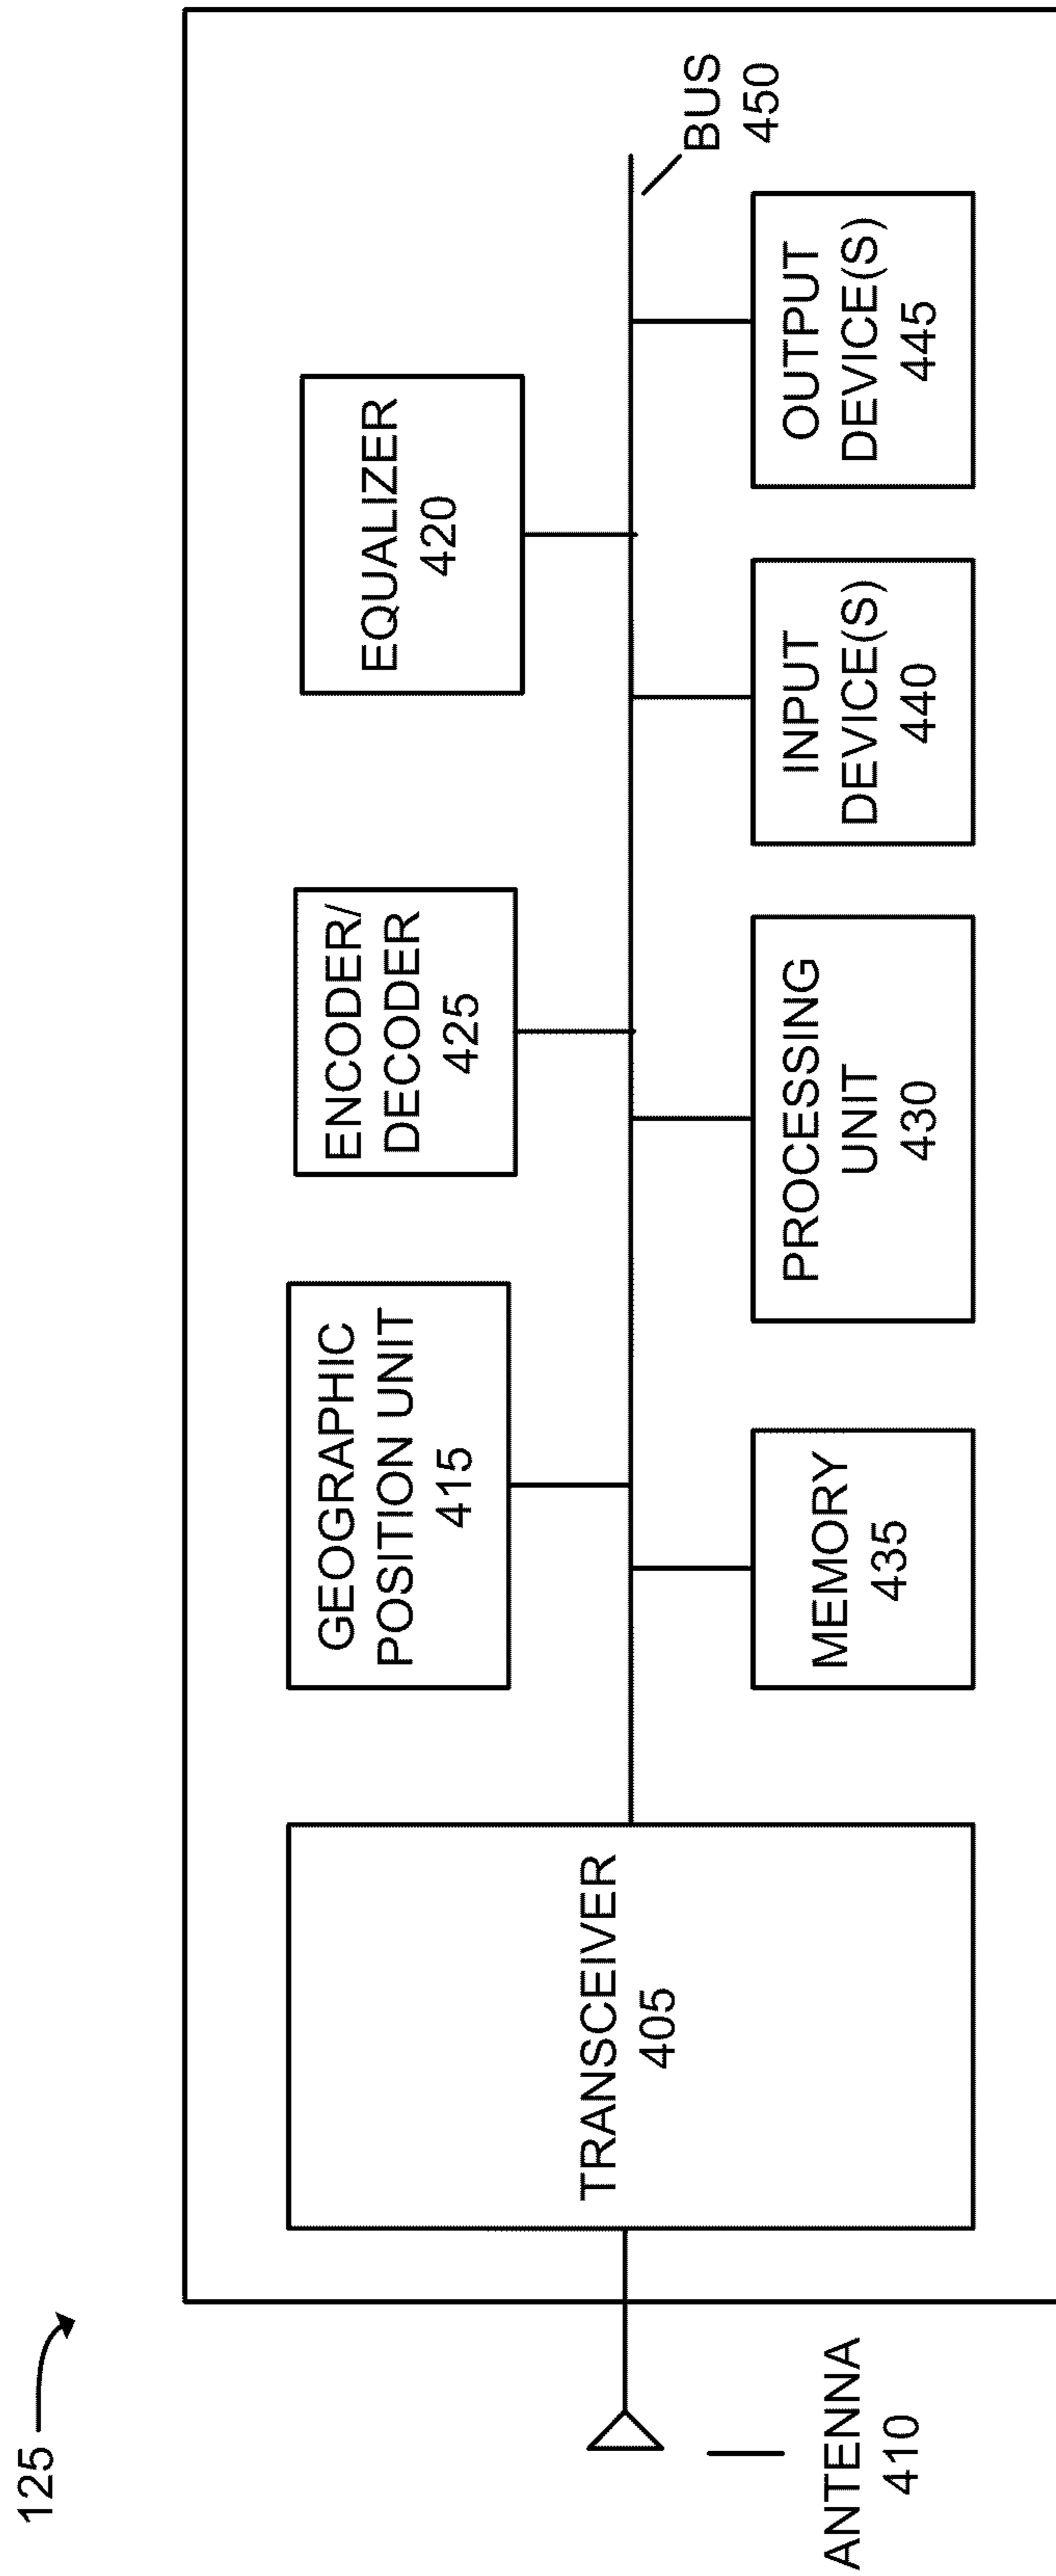 125
ANTENNA
410
TRANSCEIVER
405
GEOGRAPHIC
POSITION UNIT
415
ENCODER/
DECODER
425
EQUALIZER
420
MEMORY
435
PROCESSING
UNIT
430
INPUT
DEVICE(S)
440
OUTPUT
DEVICE(S)
445
BUS
450